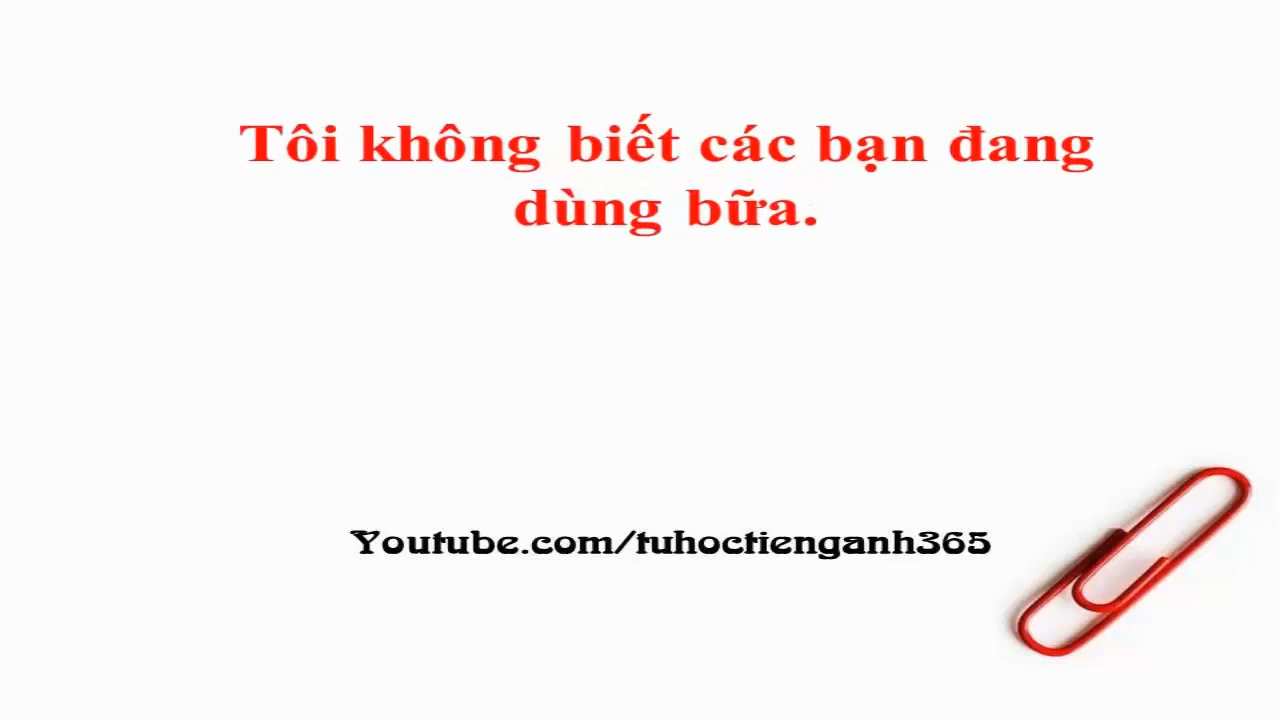 Tôi không biết các bạn đang
dùng bữa.
Youtube.com/tuhoctienganh365